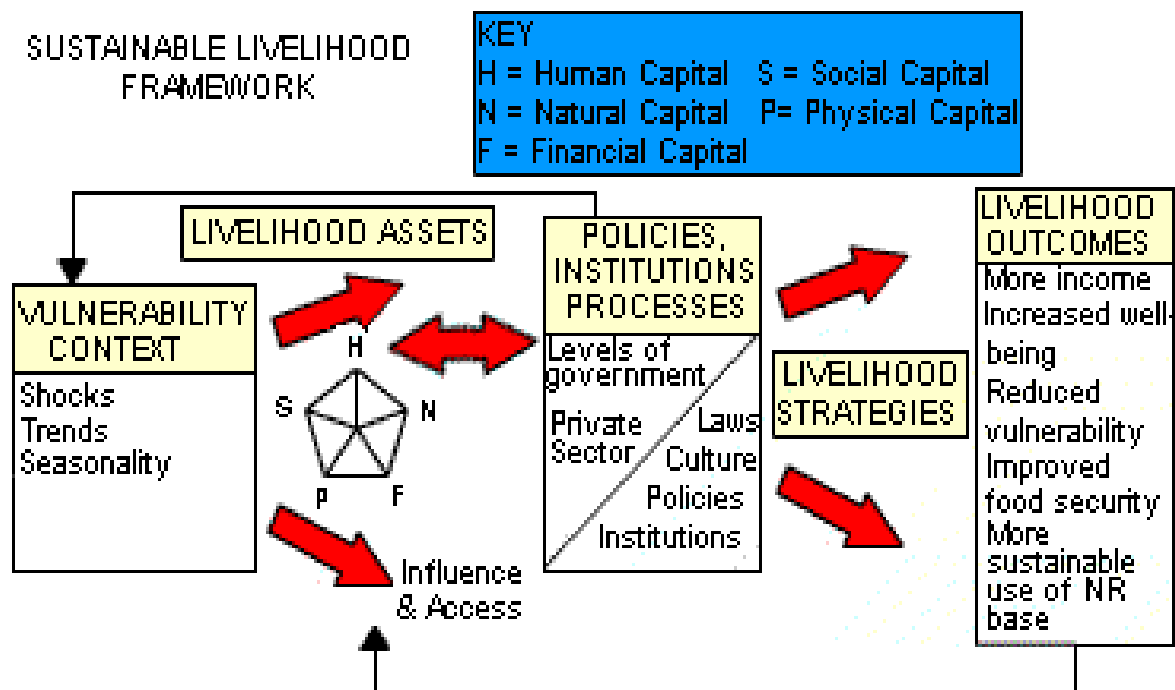 SUSTAINABLE LIVELIHOOD
FRAMEWORK
KEY
H = Human Capital S = Social Capital
N = Natural Capital P= Physical Capital
F = Financial Capital
LIVELIHOOD ASSETS
VULNERABILITY
CONTEXT
Shocks
Trends
Seasonality
H
S
N
P
F
Influence
& Access
POLICIES,
INSTITUTIONS
PROCESSES
Levels of
government
Private
Sector
Laws
Culture
Policies
Institutions
LIVELIHOOD
STRATEGIES
LIVELIHOOD
OUTCOMES
More income
Increased well-
being
Reduced
vulnerability
Improved
food security
More
sustainable
use of NR
base